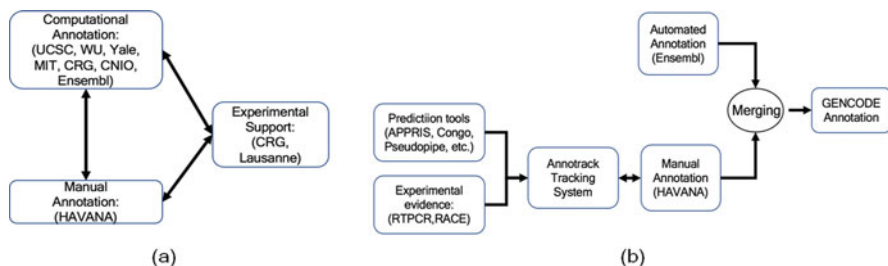 Computational
Annotation:
(UCSC, WU, Yale,
MIT, CRG, CNIO,
Ensembl)
Experimental
Support:
(CRG,
Lausanne)
Manual
Annotation:
(HAVANA)
(a)
Automated
Annotation
(Ensembl)
Merging
GENCODE
Annotation
Predictiion tools
(APPRIS, Congo,
Pseudopipe, etc.)
Experimental
evidence:
(RTPCR,RACE)
Annotrack
Tracking
System
Manual
Annotation
(HAVANA)
(b)